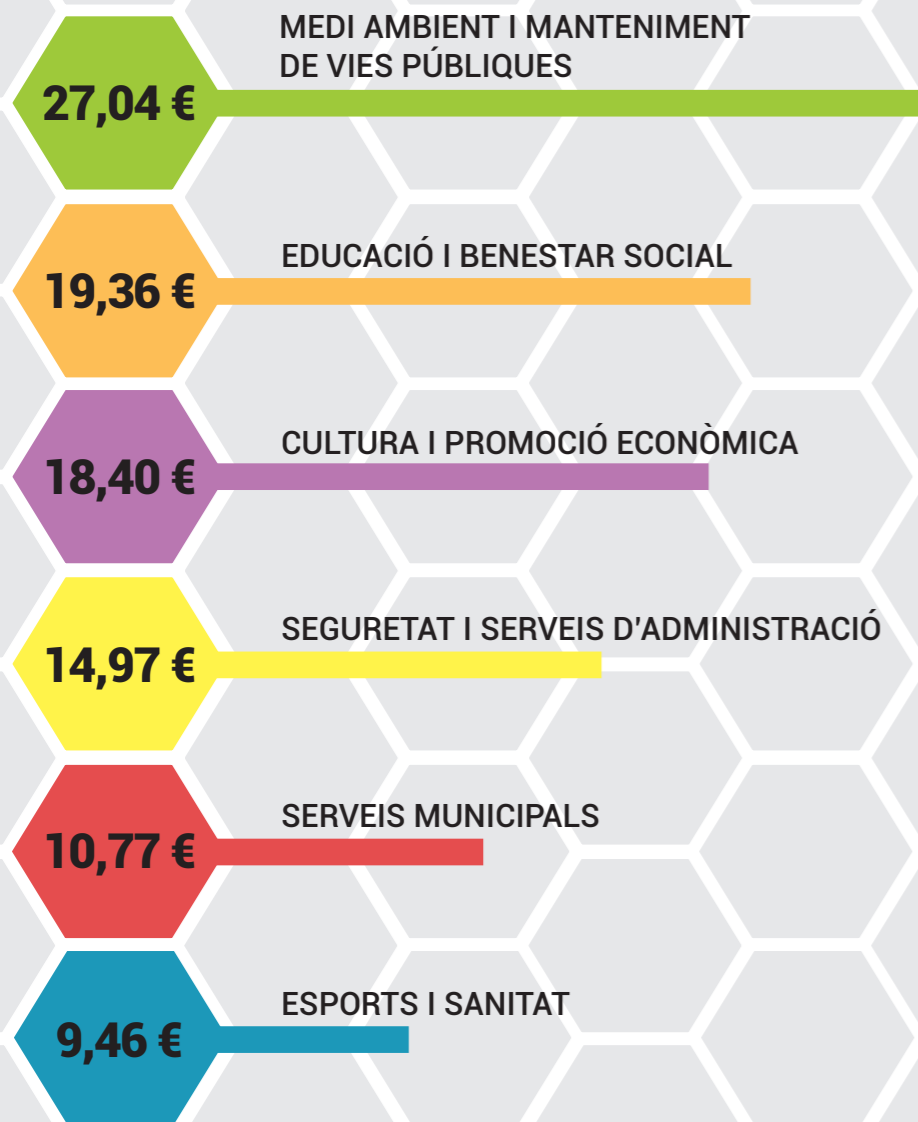 MEDI AMBIENT I MANTENIMENT
DE VIES PÚBLIQUES
27,04 €
EDUCACIÓ I BENESTAR SOCIAL
19,36 €
CULTURA I PROMOCIÓ ECONÒMICA
18,40 €
SEGURETAT I SERVEIS D'ADMINISTRACIÓ
14,97 €
SERVEIS MUNICIPALS
10,77 €
ESPORTS I SANITAT
9,46 €